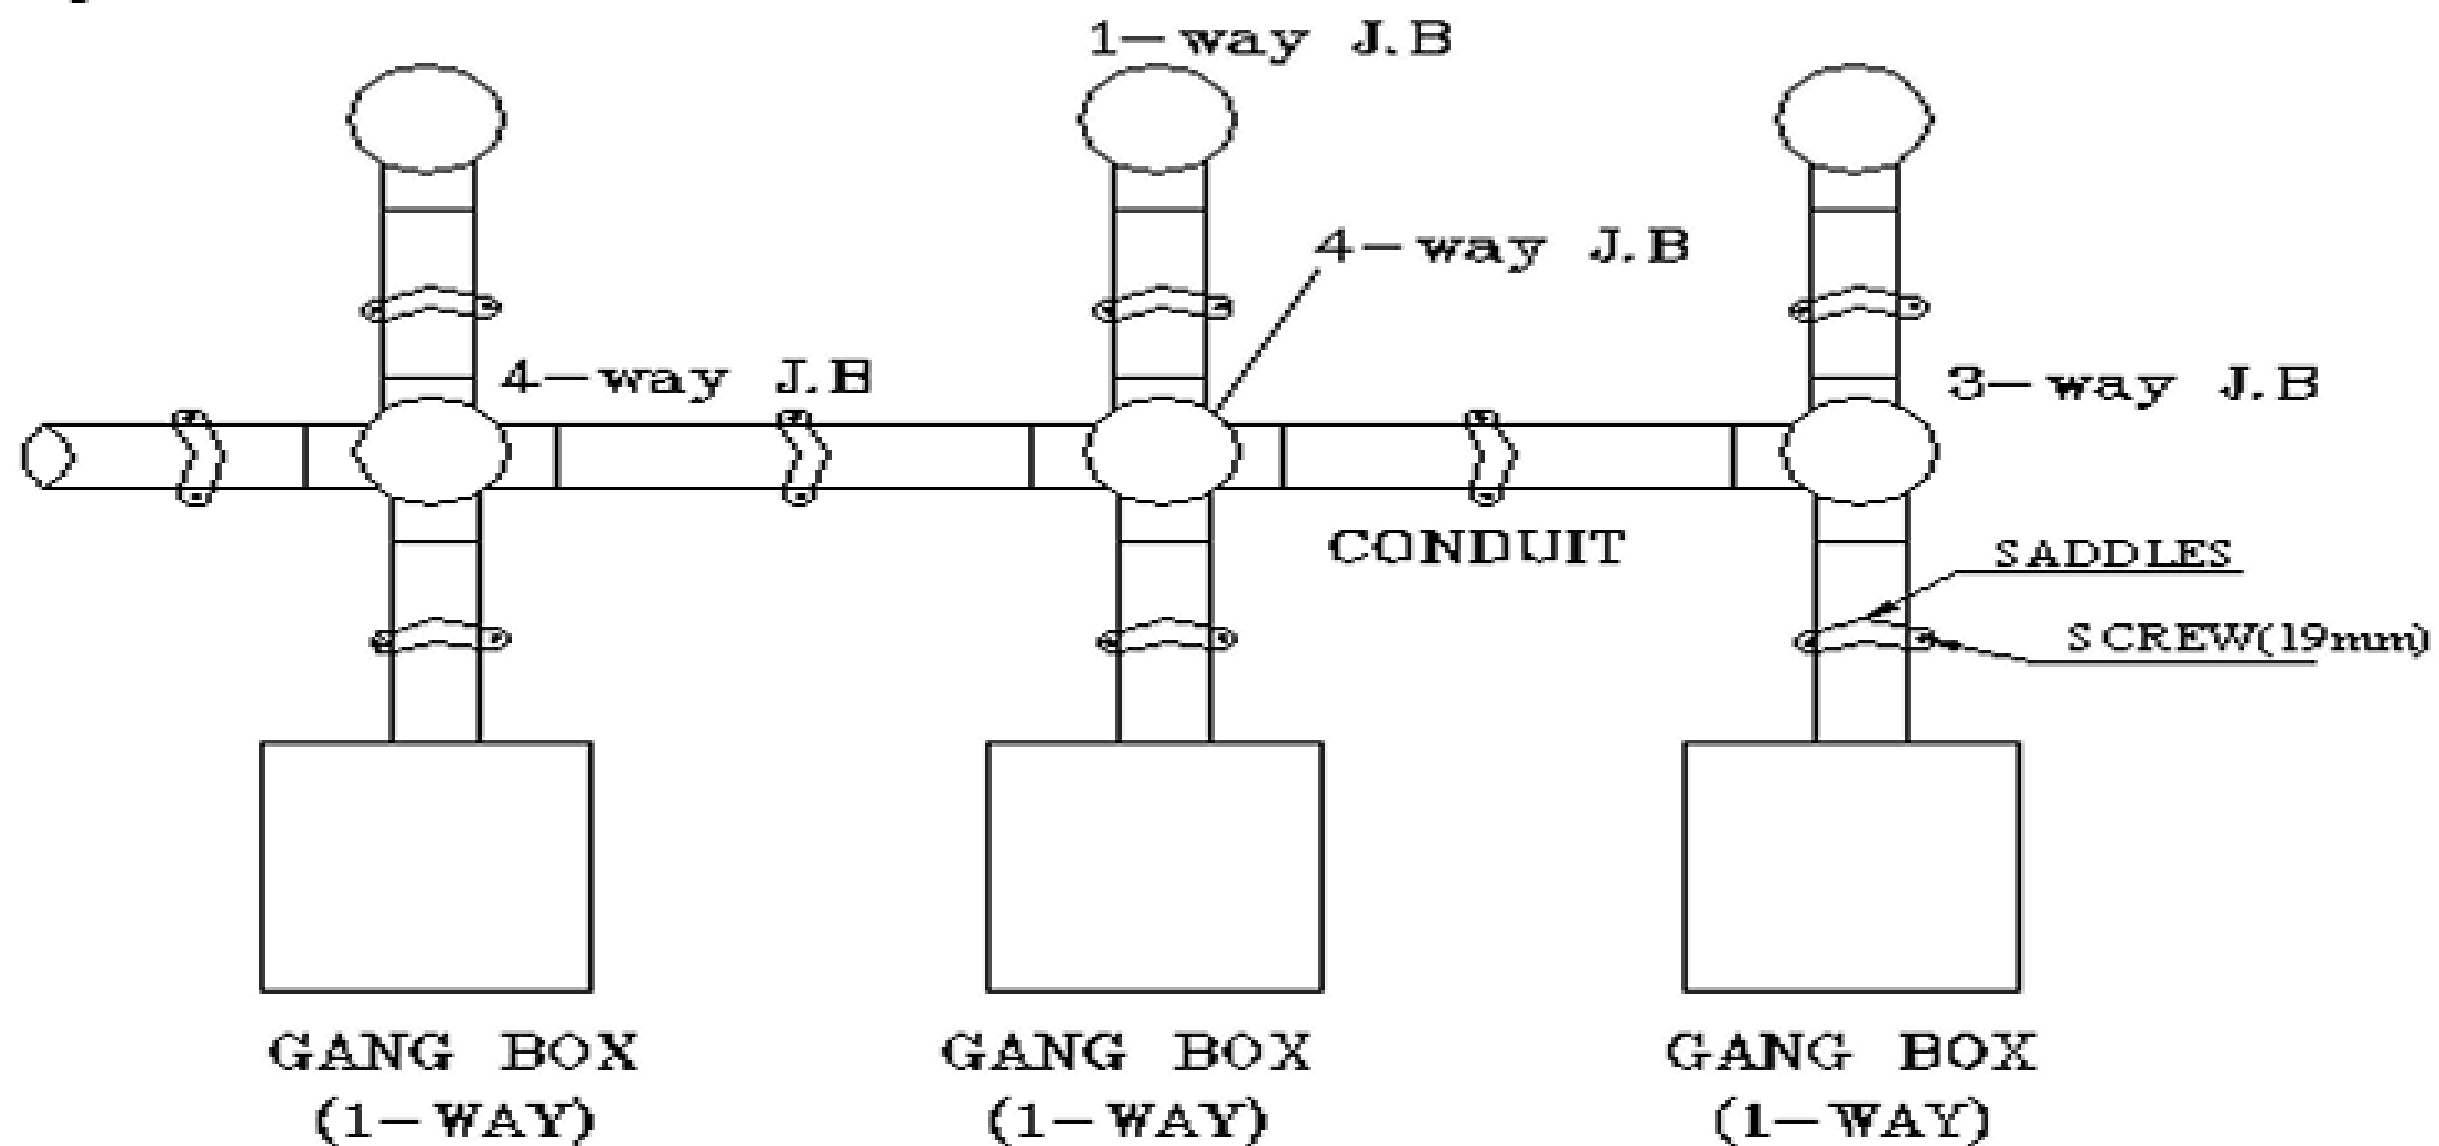 1-way J.B
4-way J.B
4-way J.B
3-way J.B
CONDUIT
SADDLES
SCREW(19mm)
GANG BOX
(1-WAY)
GANG BOX
(1-WAY)
GANG BOX
(1-WAY)